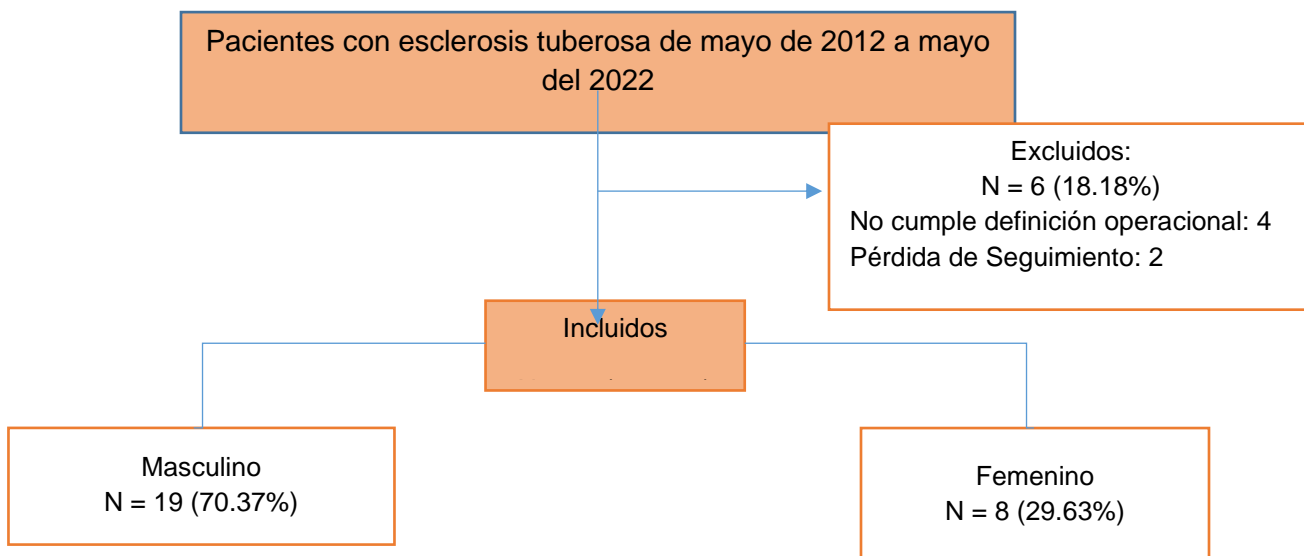 Pacientes con esclerosis tuberosa de mayo de 2012 a mayo
del 2022
Excluidos:
N = 6 (18.18%)
No cumple definición operacional: 4
Pérdida de Seguimiento: 2
Incluidos
Masculino
N = 19 (70.37%)
Femenino
N = 8 (29.63%)